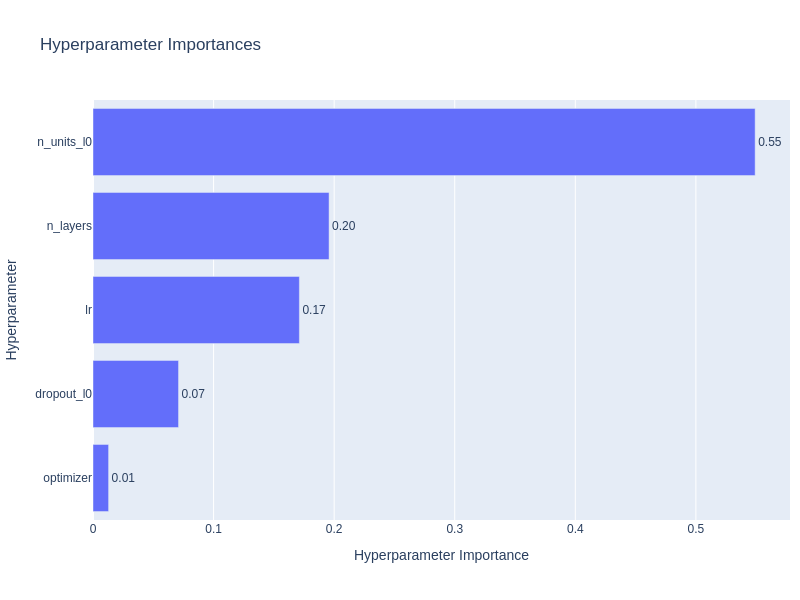 Hyperparameter Importances
n_units_l0
0.55
n_layers
0.20
lr
0.17
dropout_l0
0.07
optimizer
0.01
0
0.1
0.2
0.3
0.4
0.5
Hyperparameter Importance
Hyperparameter